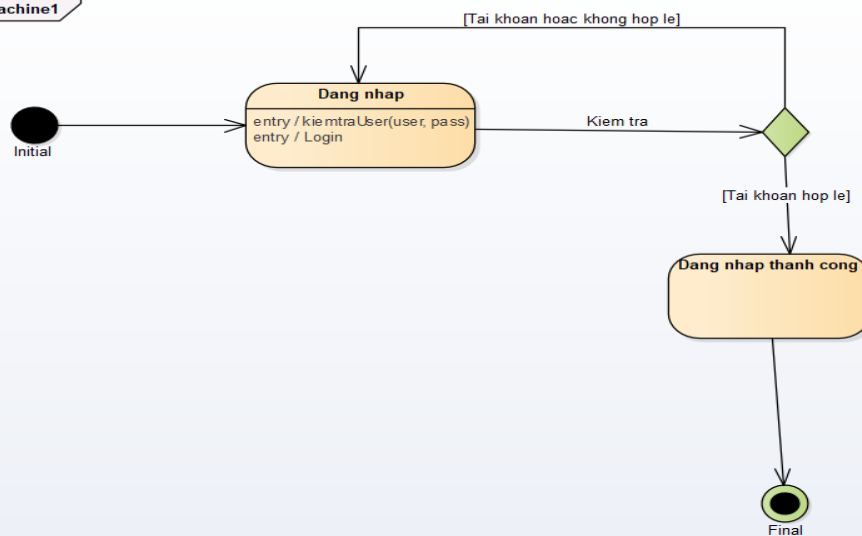 achine1
[Tai khoan hoac khong hop le]
Dang nhap
entry / kiemtraUser(user, pass)
entry / Login
Kiem tra
Initial
[Tai khoan hop le]
Dang nhap thanh cong
Final